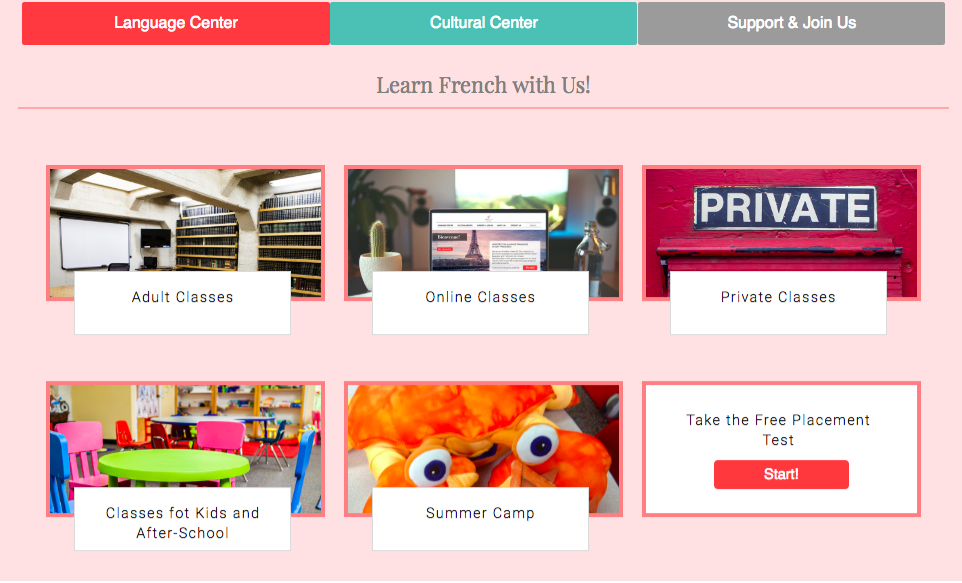 Language Center
Cultural Center
Support & Join Us
Learn French with Us!
Bienvenue!
PRIVATE
Adult Classes
Online Classes
Private Classes
Take the Free Placement
Test
Start!
Classes fot Kids and
After-School
Summer Camp